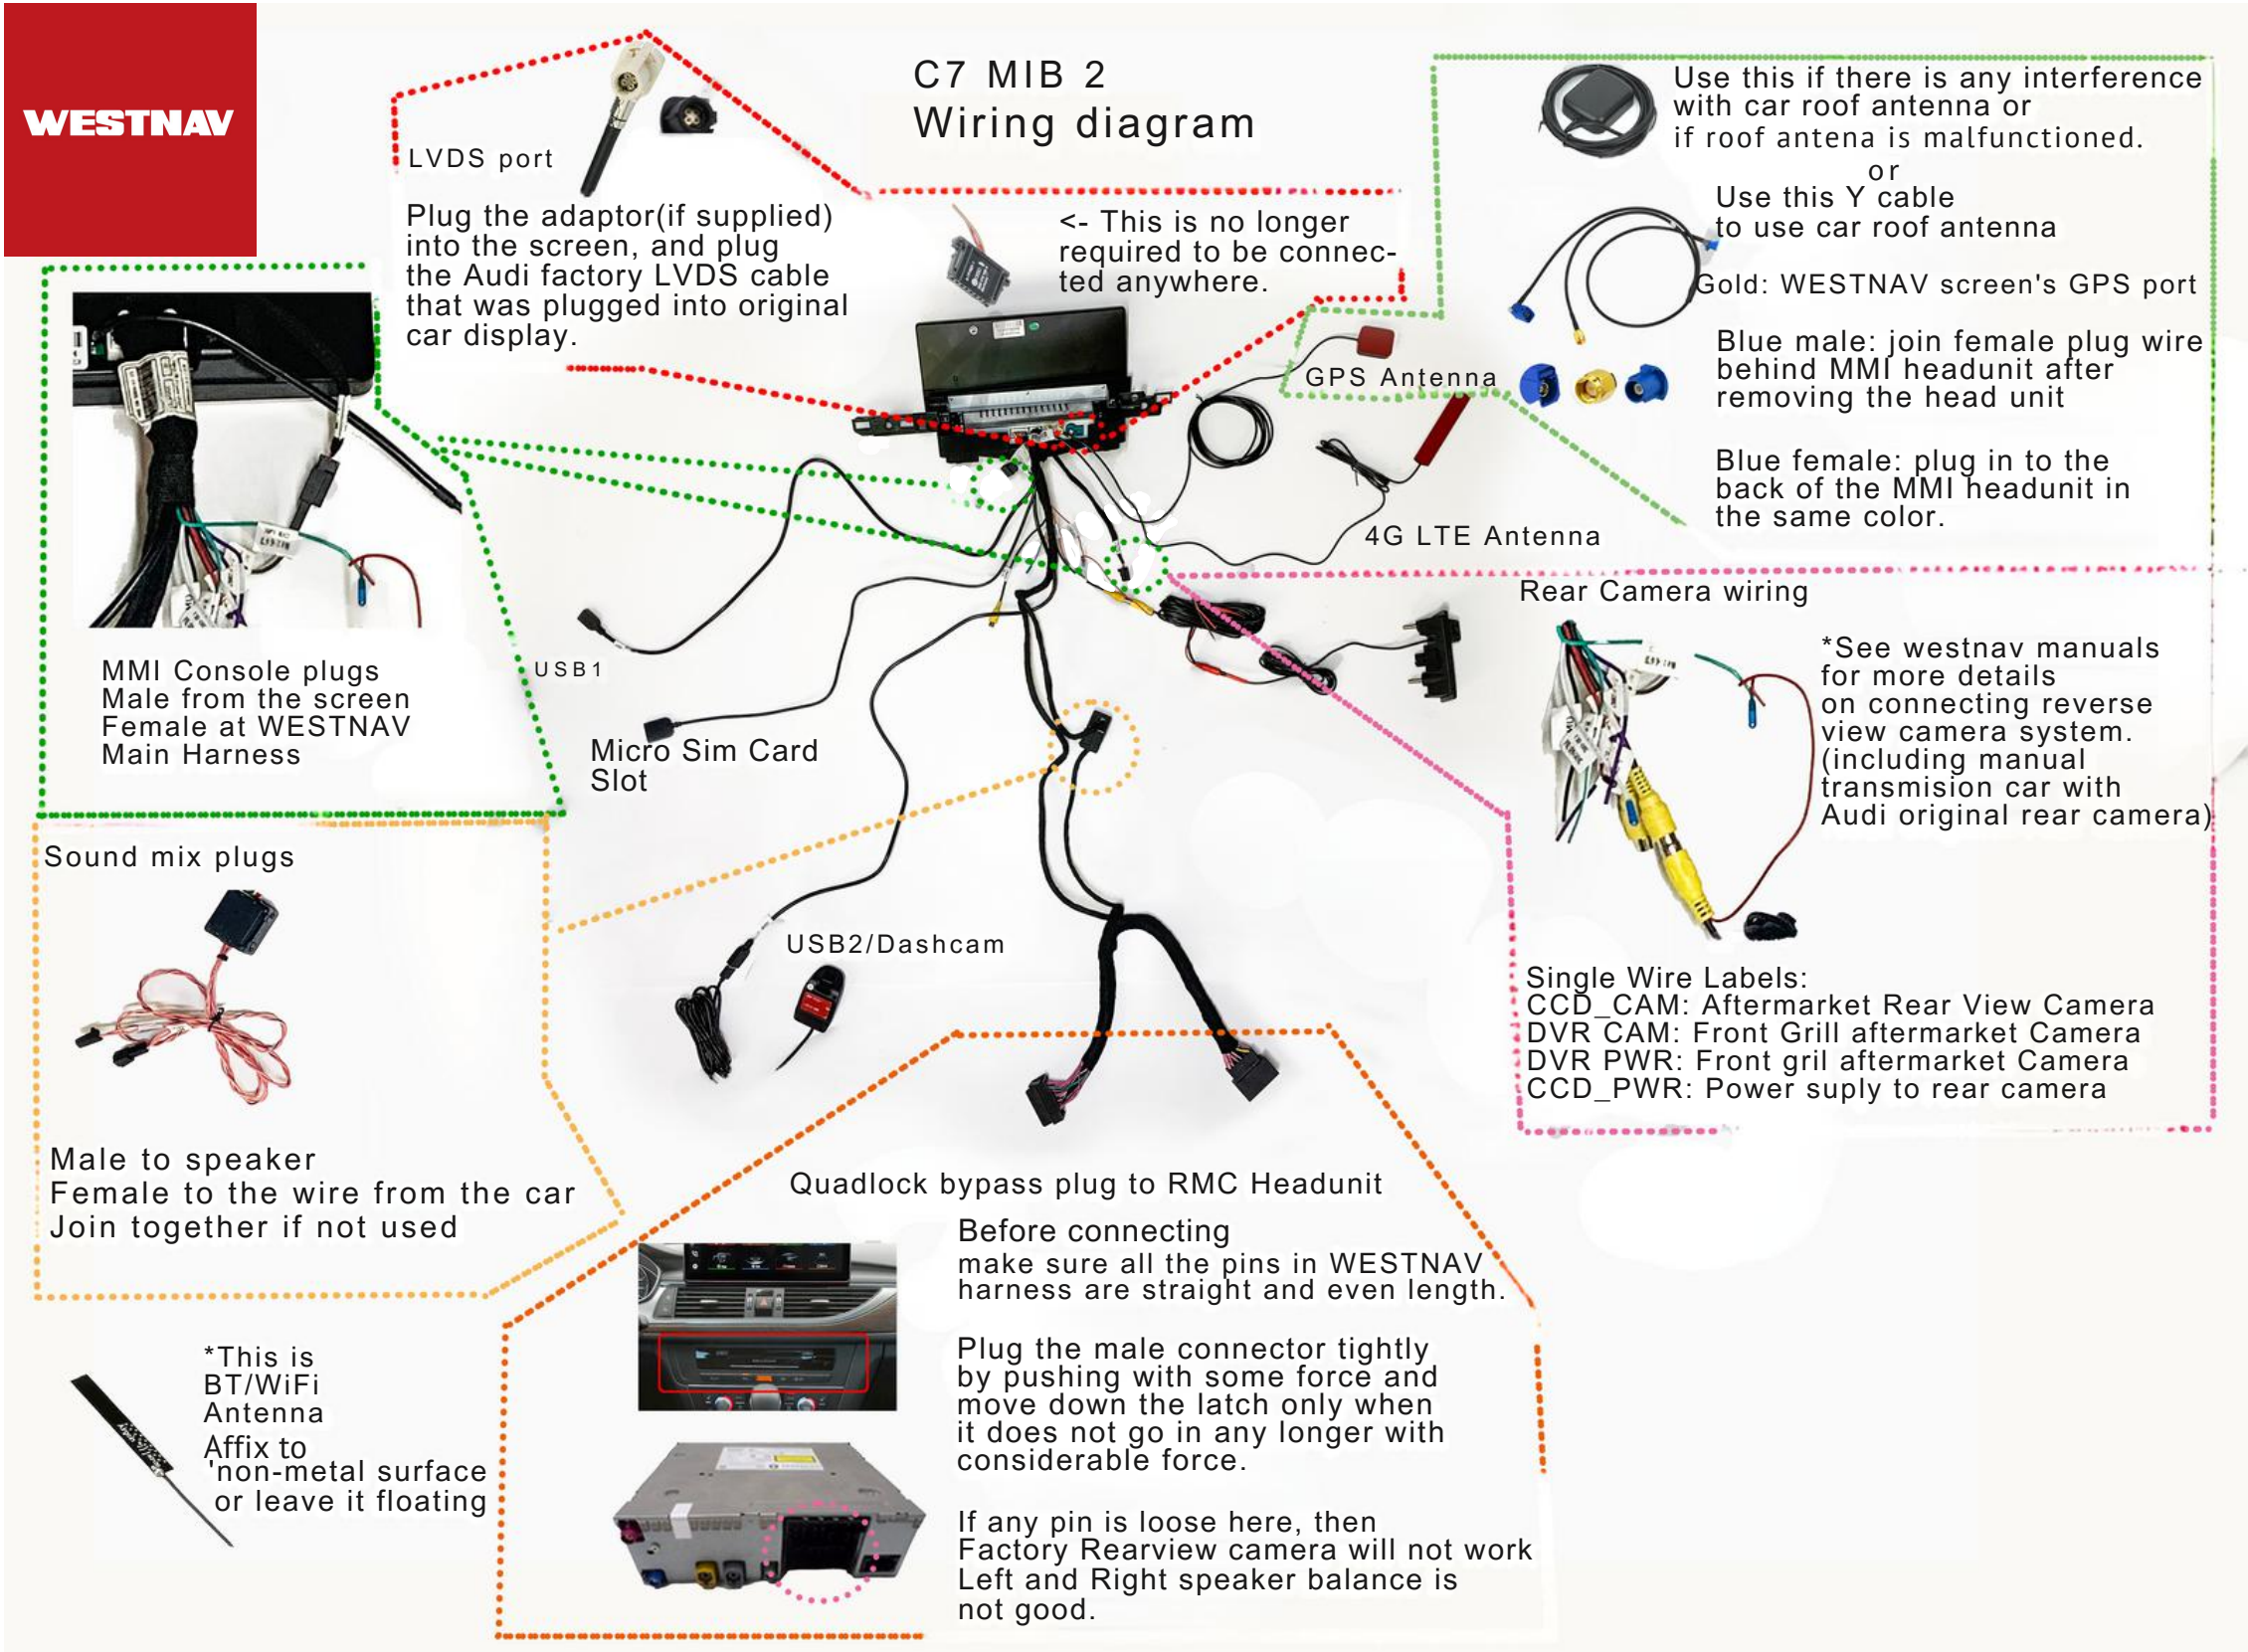 WESTNAV
C7 MIB 2
Wiring diagram
LVDS port
Plug the adaptor(if supplied)
into the screen, and plug
the Audi factory LVDS cable
that was plugged into original
car display.
<- This is no longer
required to be connec-
ted anywhere.
Use this if there is any interference
with car roof antenna or
if roof antena is malfunctioned.
or
Use this Y cable
to use car roof antenna
Gold: WESTNAV screen's GPS port
Blue male: join female plug wire
behind MMI headunit after
removing the head unit
Blue female: plug in to the
back of the MMI headunit in
the same color.
GPS Antenna
4G LTE Antenna
MMI Console plugs
Male from the screen
Female at WESTNAV
Main Harness
USB1
Micro Sim Card
Slot
Rear Camera wiring
*See westnav manuals
for more details
on connecting reverse
view camera system.
(including manual
transmision car with
Audi original rear camera)
Sound mix plugs
Male to speaker
Female to the wire from the car
Join together if not used
USB2/Dashcam
Single Wire Labels:
CCD_CAM: Aftermarket Rear View Camera
DVR CAM: Front Grill aftermarket Camera
DVR PWR: Front gril aftermarket Camera
CCD_PWR: Power suply to rear camera
Quadlock bypass plug to RMC Headunit
Before connecting
make sure all the pins in WESTNAV
harness are straight and even length.
Plug the male connector tightly
by pushing with some force and
move down the latch only when
it does not go in any longer with
considerable force.
If any pin is loose here, then
Factory Rearview camera will not work
Left and Right speaker balance is
not good.
*This is
BT/WiFi
Antenna
Affix to
'non-metal surface
or leave it floating